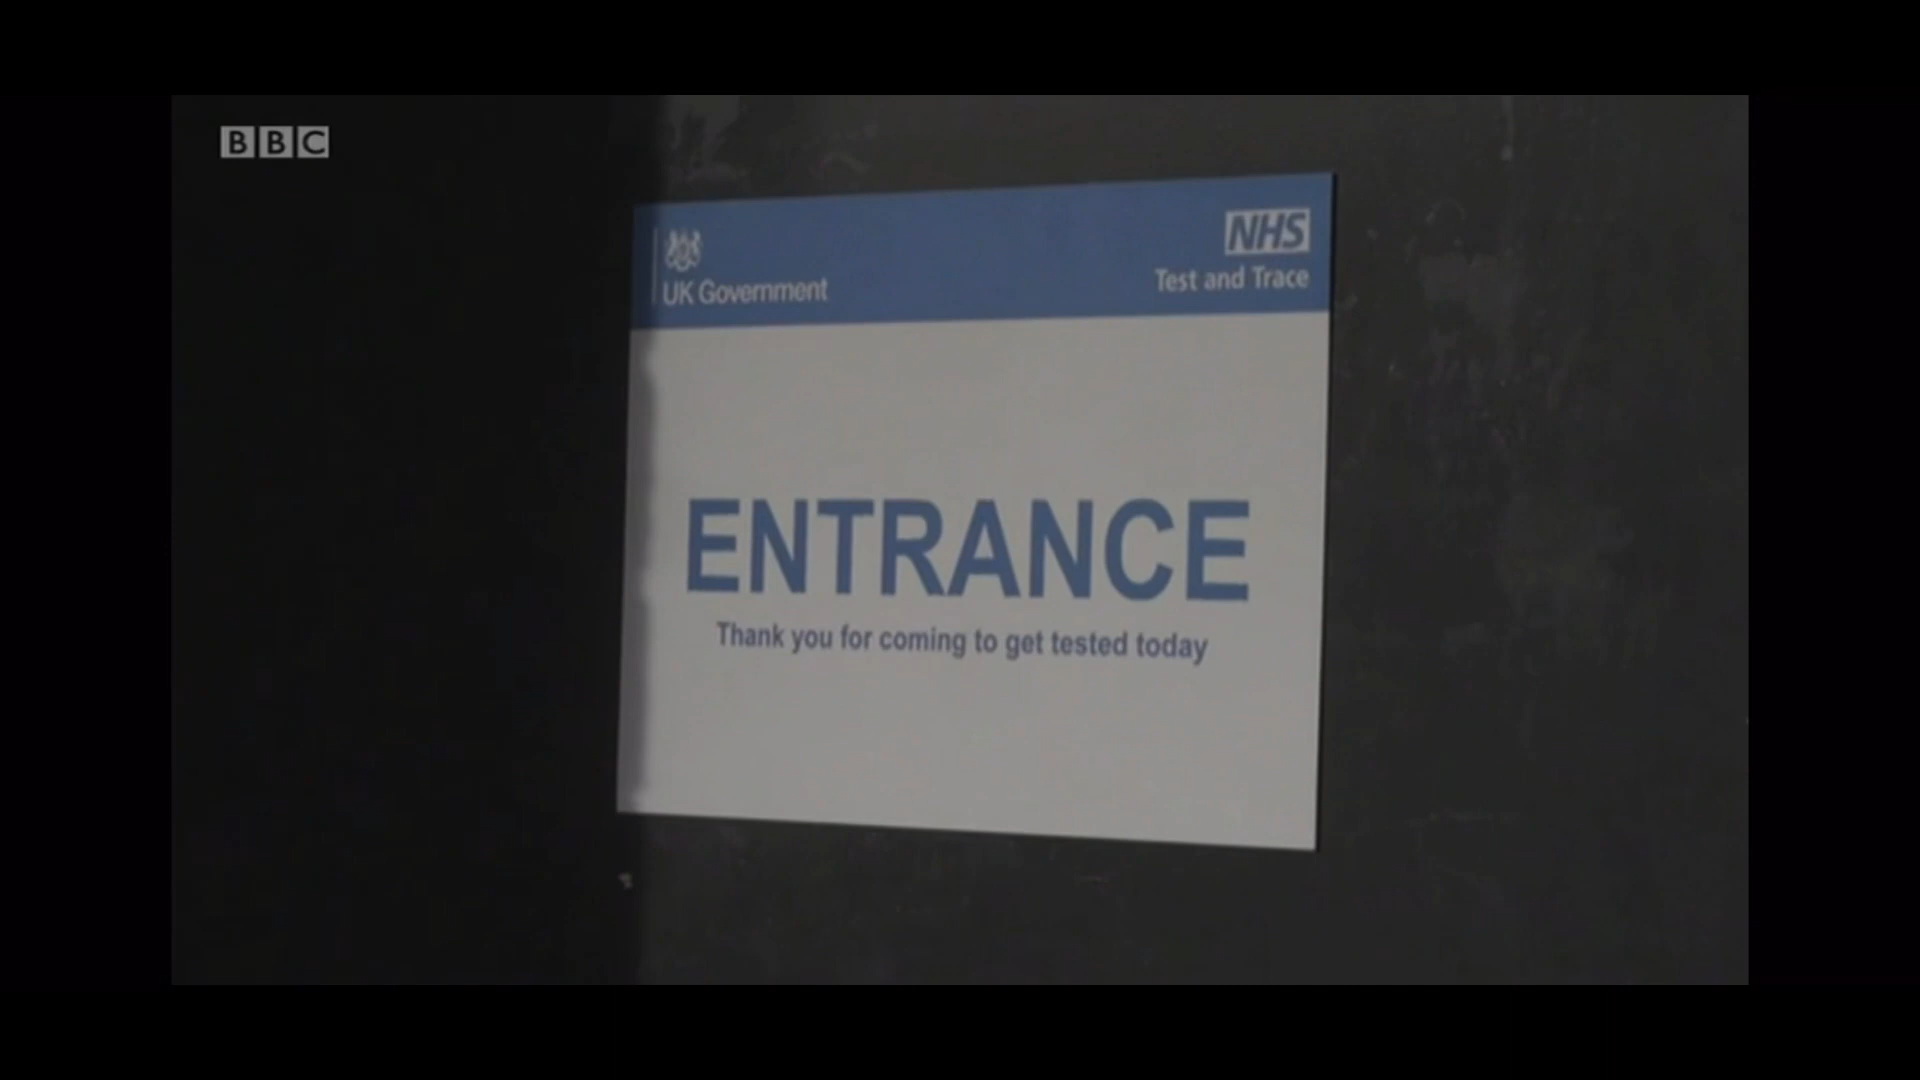 BBC
UK Government
NHS
Test and Trace
ENTRANCE
Thank you for coming to get tested today